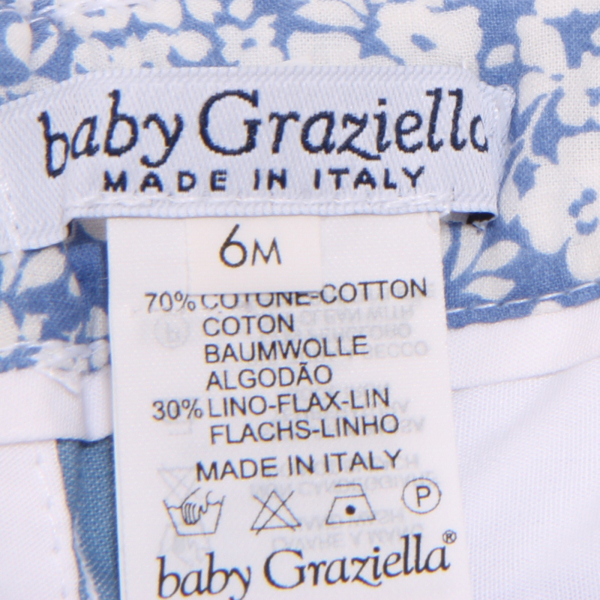 baby Graziella
MADE IN ITALY
6M
70% COTONE-COTTON
COTON
BAUMWOLLE
ALGODÃO
30% LINO-FLAX-LIN
FLACHS-LINHO
MADE IN ITALY
P
baby Graziella®